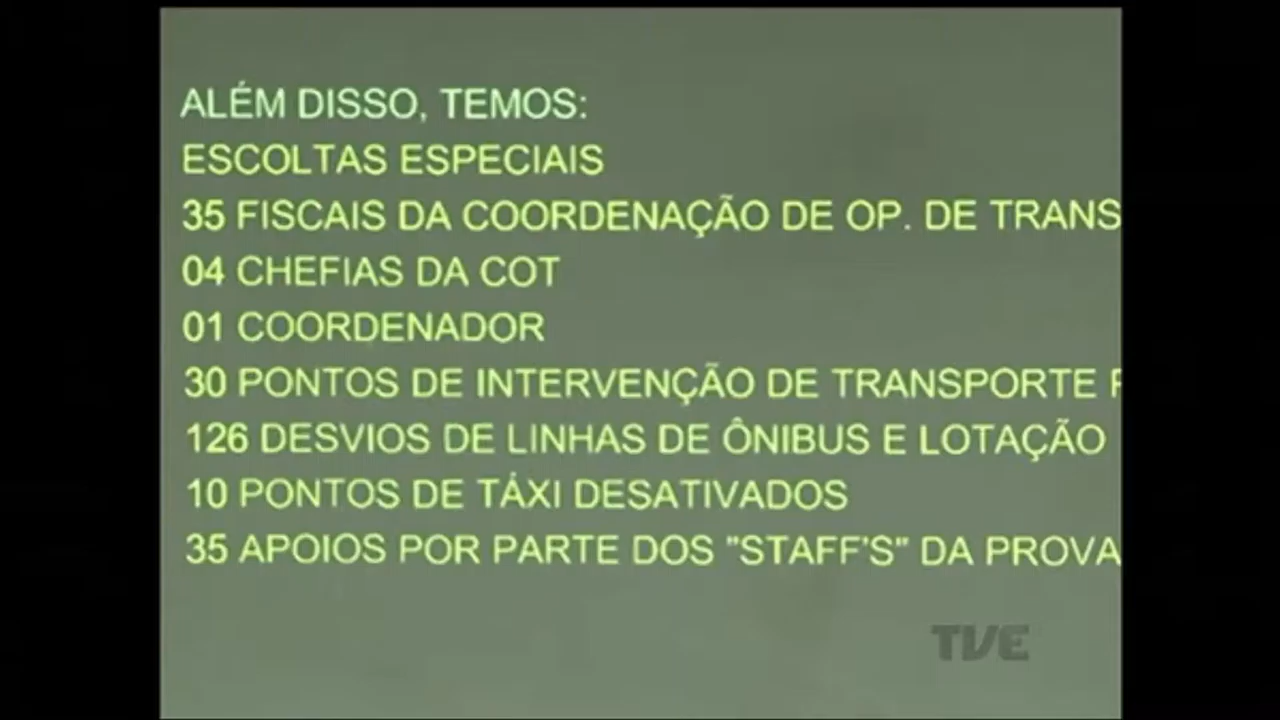 ALÉM DISSO, TEMOS:
ESCOLTAS ESPECIAIS
35 FISCAIS DA COORDENAÇÃO DE OP. DE TRANS
04 CHEFIAS DA COT
01 COORDENADOR
30 PONTOS DE INTERVENÇÃO DE TRANSPORTE
126 DESVIOS DE LINHAS DE ÔNIBUS E LOTAÇÃO
10 PONTOS DE TÁXI DESATIVADOS
35 APOIOS POR PARTE DOS "STAFF'S" DA PROVA
TVE